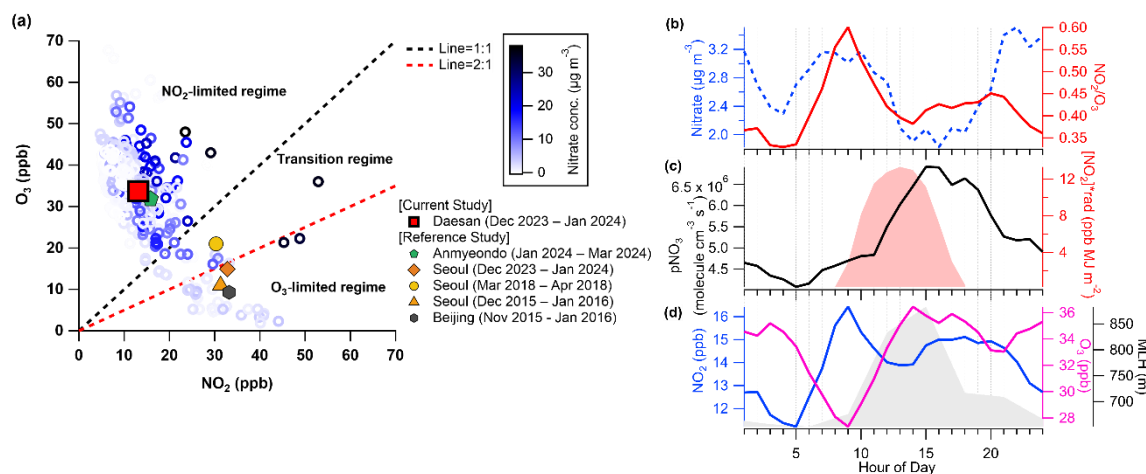 (a)
70
60
50
40
30
20
10
0
O3 (ppb)
0 10 20 30 40 50 60 70
NO2 (ppb)
NO2-limited regime
Transition regime
O3-limited regime
Line=1:1
Line=2:1
Nitrate conc. (µg m-3)
30
20
10
0
[Current Study]
Daesan (Dec 2023 – Jan 2024)
[Reference Study]
Anmyeondo (Jan 2024 – Mar 2024)
Seoul (Dec 2023 – Jan 2024)
Seoul (Mar 2018 – Apr 2018)
Seoul (Dec 2015 – Jan 2016)
Beijing (Nov 2015 - Jan 2016)
(b)
Nitrate (µg m-3)
3.2
2.8
2.4
2.0
0.60
0.55
0.50
0.45
0.40
0.35
NO2/O3
(c)
pNO3
(molecule cm-3 s-1)
6.5 x 10^6
5.5
4.5
12
8
4
[NO2]*rad
(ppb MJ m-2)
(d)
NO2 (ppb)
16
15
14
13
12
36
34
32
30
28
O3 (ppb)
850
800
750
700
MLH (m)
5 10 15 20
Hour of Day